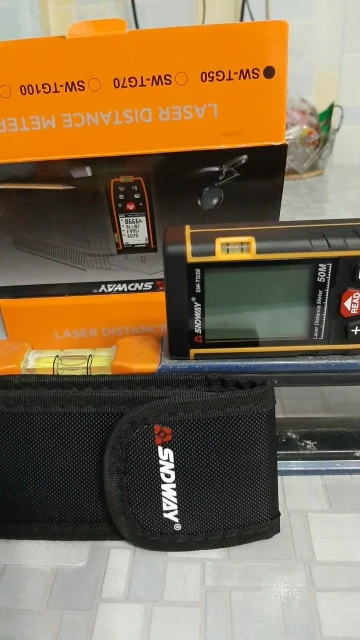 SW-TG50
SW-TG70
SW-TG100
LASER DISTANCE METER
SNDWAY
LASER DISTANCE
SNDWAY
SW-TG50
Laser Distance Meter
50M
READ
+
SNDWAY®